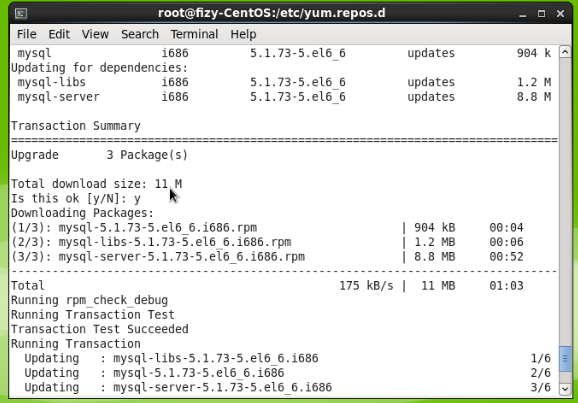 root@fizy-CentOS:/etc/yum.repos.d
File Edit View Search Terminal Help
mysql i686 5.1.73-5.el6_6 updates 904 k
Updating for dependencies:
mysql-libs i686 5.1.73-5.el6_6 updates 1.2 M
mysql-server i686 5.1.73-5.el6_6 updates 8.8 M
Transaction Summary
================================================================================
Upgrade 3 Package(s)
Total download size: 11 M
Is this ok [y/N]: y
Downloading Packages:
(1/3): mysql-5.1.73-5.el6_6.i686.rpm | 904 kB 00:04
(2/3): mysql-libs-5.1.73-5.el6_6.i686.rpm | 1.2 MB 00:06
(3/3): mysql-server-5.1.73-5.el6_6.i686.rpm | 8.8 MB 00:52
--------------------------------------------------------------------------------
Total 175 kB/s | 11 MB 01:03
Running rpm_check_debug
Running Transaction Test
Transaction Test Succeeded
Running Transaction
Updating : mysql-libs-5.1.73-5.el6_6.i686 1/6
Updating : mysql-5.1.73-5.el6_6.i686 2/6
Updating : mysql-server-5.1.73-5.el6_6.i686 3/6